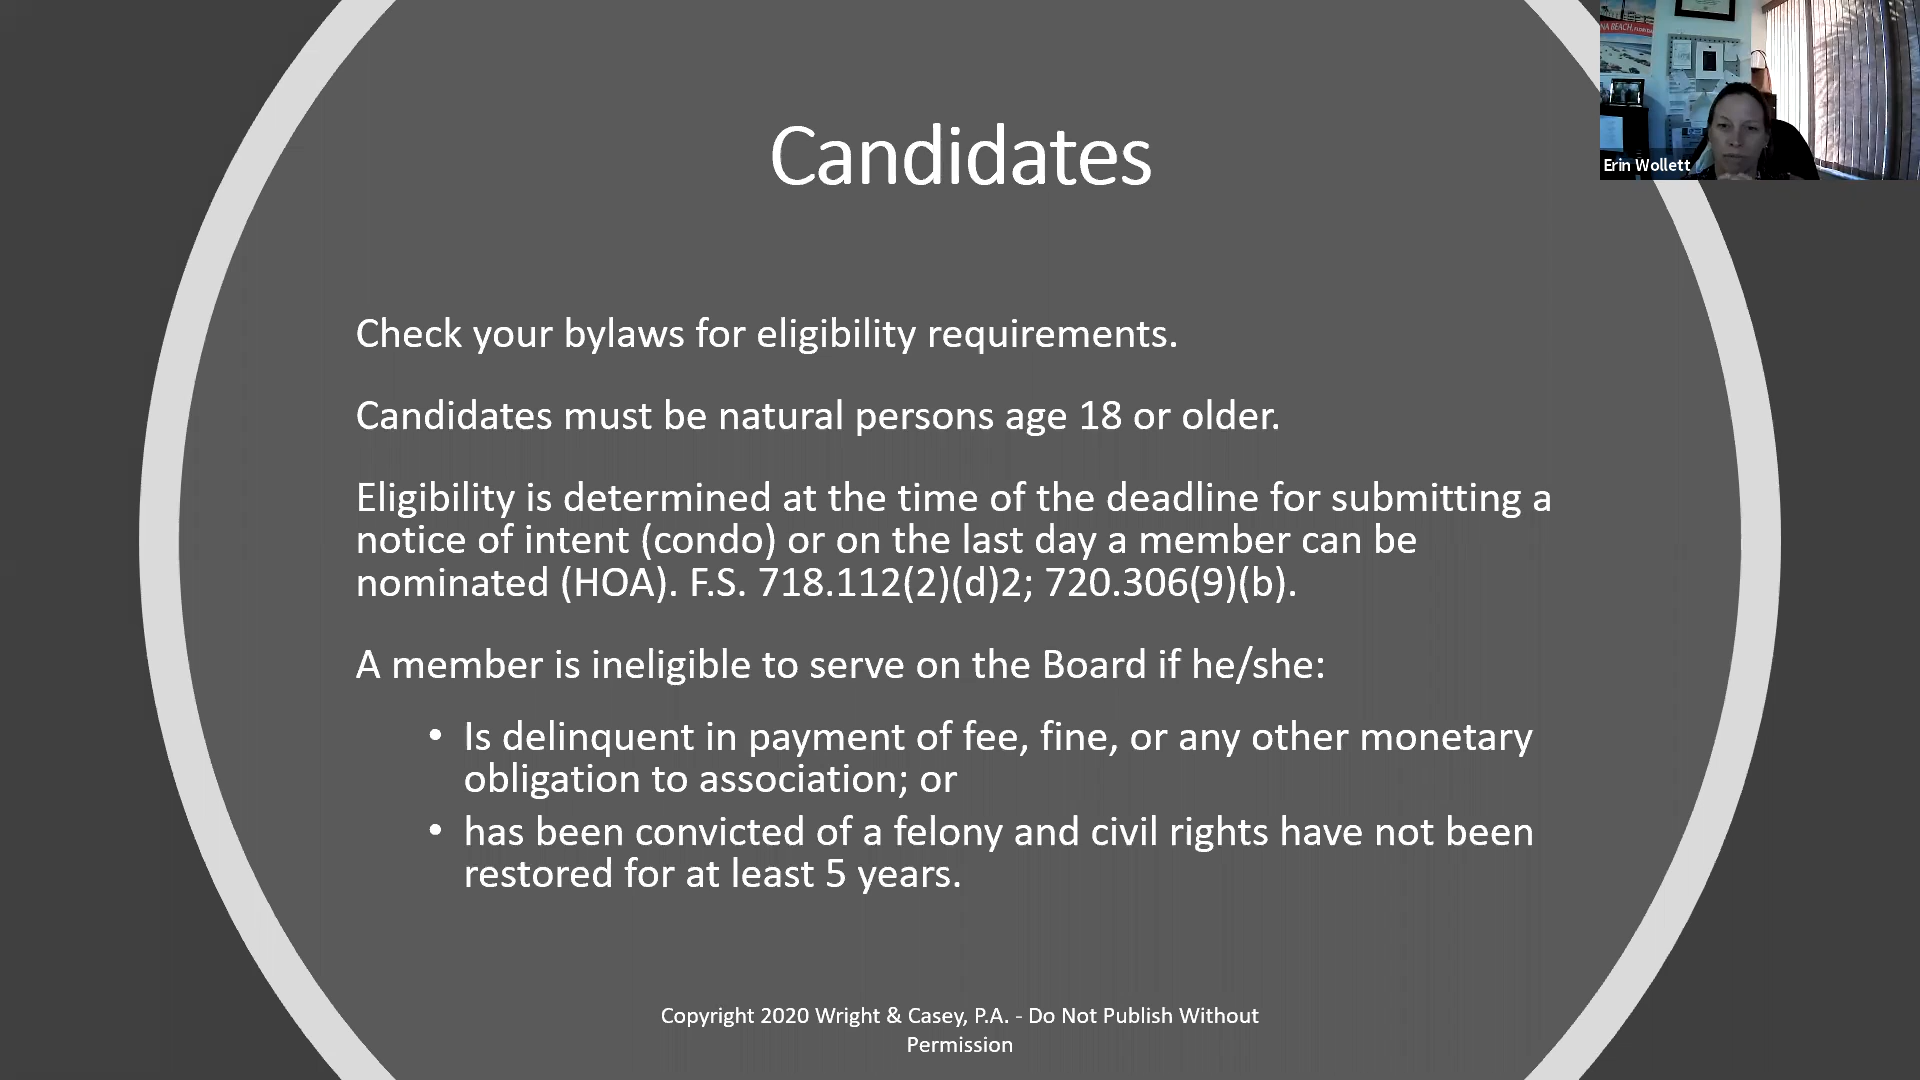 Candidates
NA BEACH,
Erin Wollett
Check your bylaws for eligibility requirements.
Candidates must be natural persons age 18 or older.
Eligibility is determined at the time of the deadline for submitting a
notice of intent (condo) or on the last day a member can be
nominated (HOA). F.S. 718.112(2)(d)2; 720.306(9)(b).
A member is ineligible to serve on the Board if he/she:
• Is delinquent in payment of fee, fine, or any other monetary
obligation to association; or
• has been convicted of a felony and civil rights have not been
restored for at least 5 years.
Copyright 2020 Wright & Casey, P.A. - Do Not Publish Without
Permission